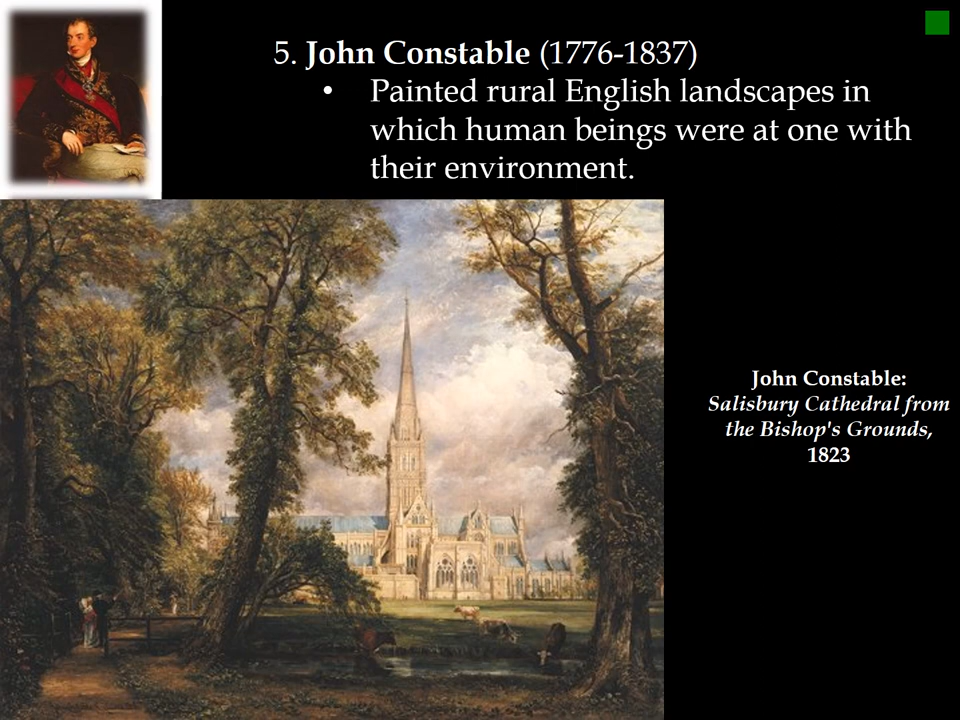 5. John Constable (1776-1837)
• Painted rural English landscapes in
which human beings were at one with
their environment.
John Constable:
Salisbury Cathedral from
the Bishop's Grounds,
1823